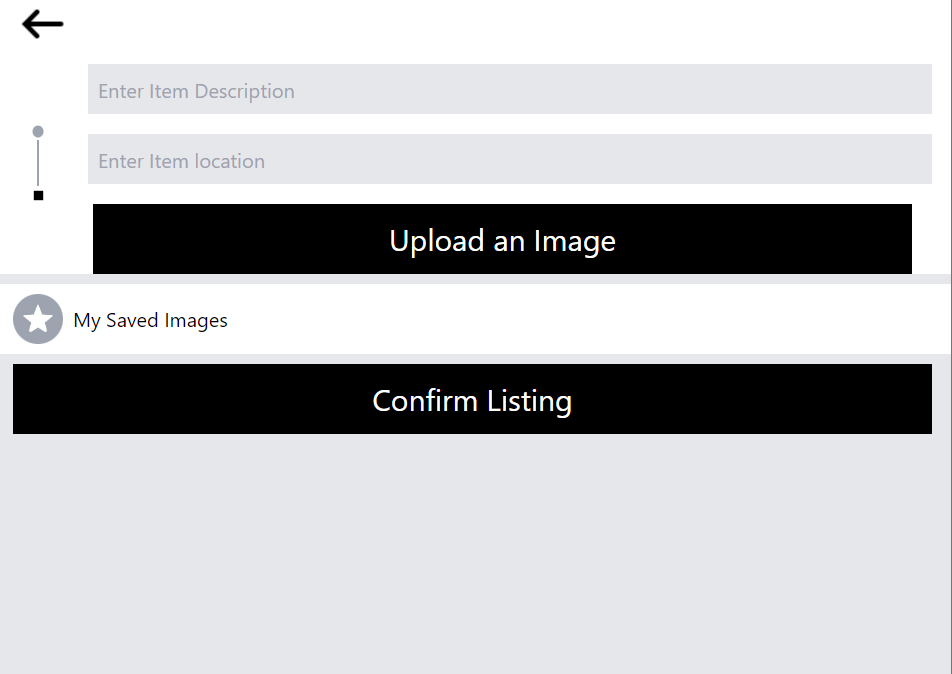 Enter Item Description
Enter Item location
Upload an Image
My Saved Images
Confirm Listing